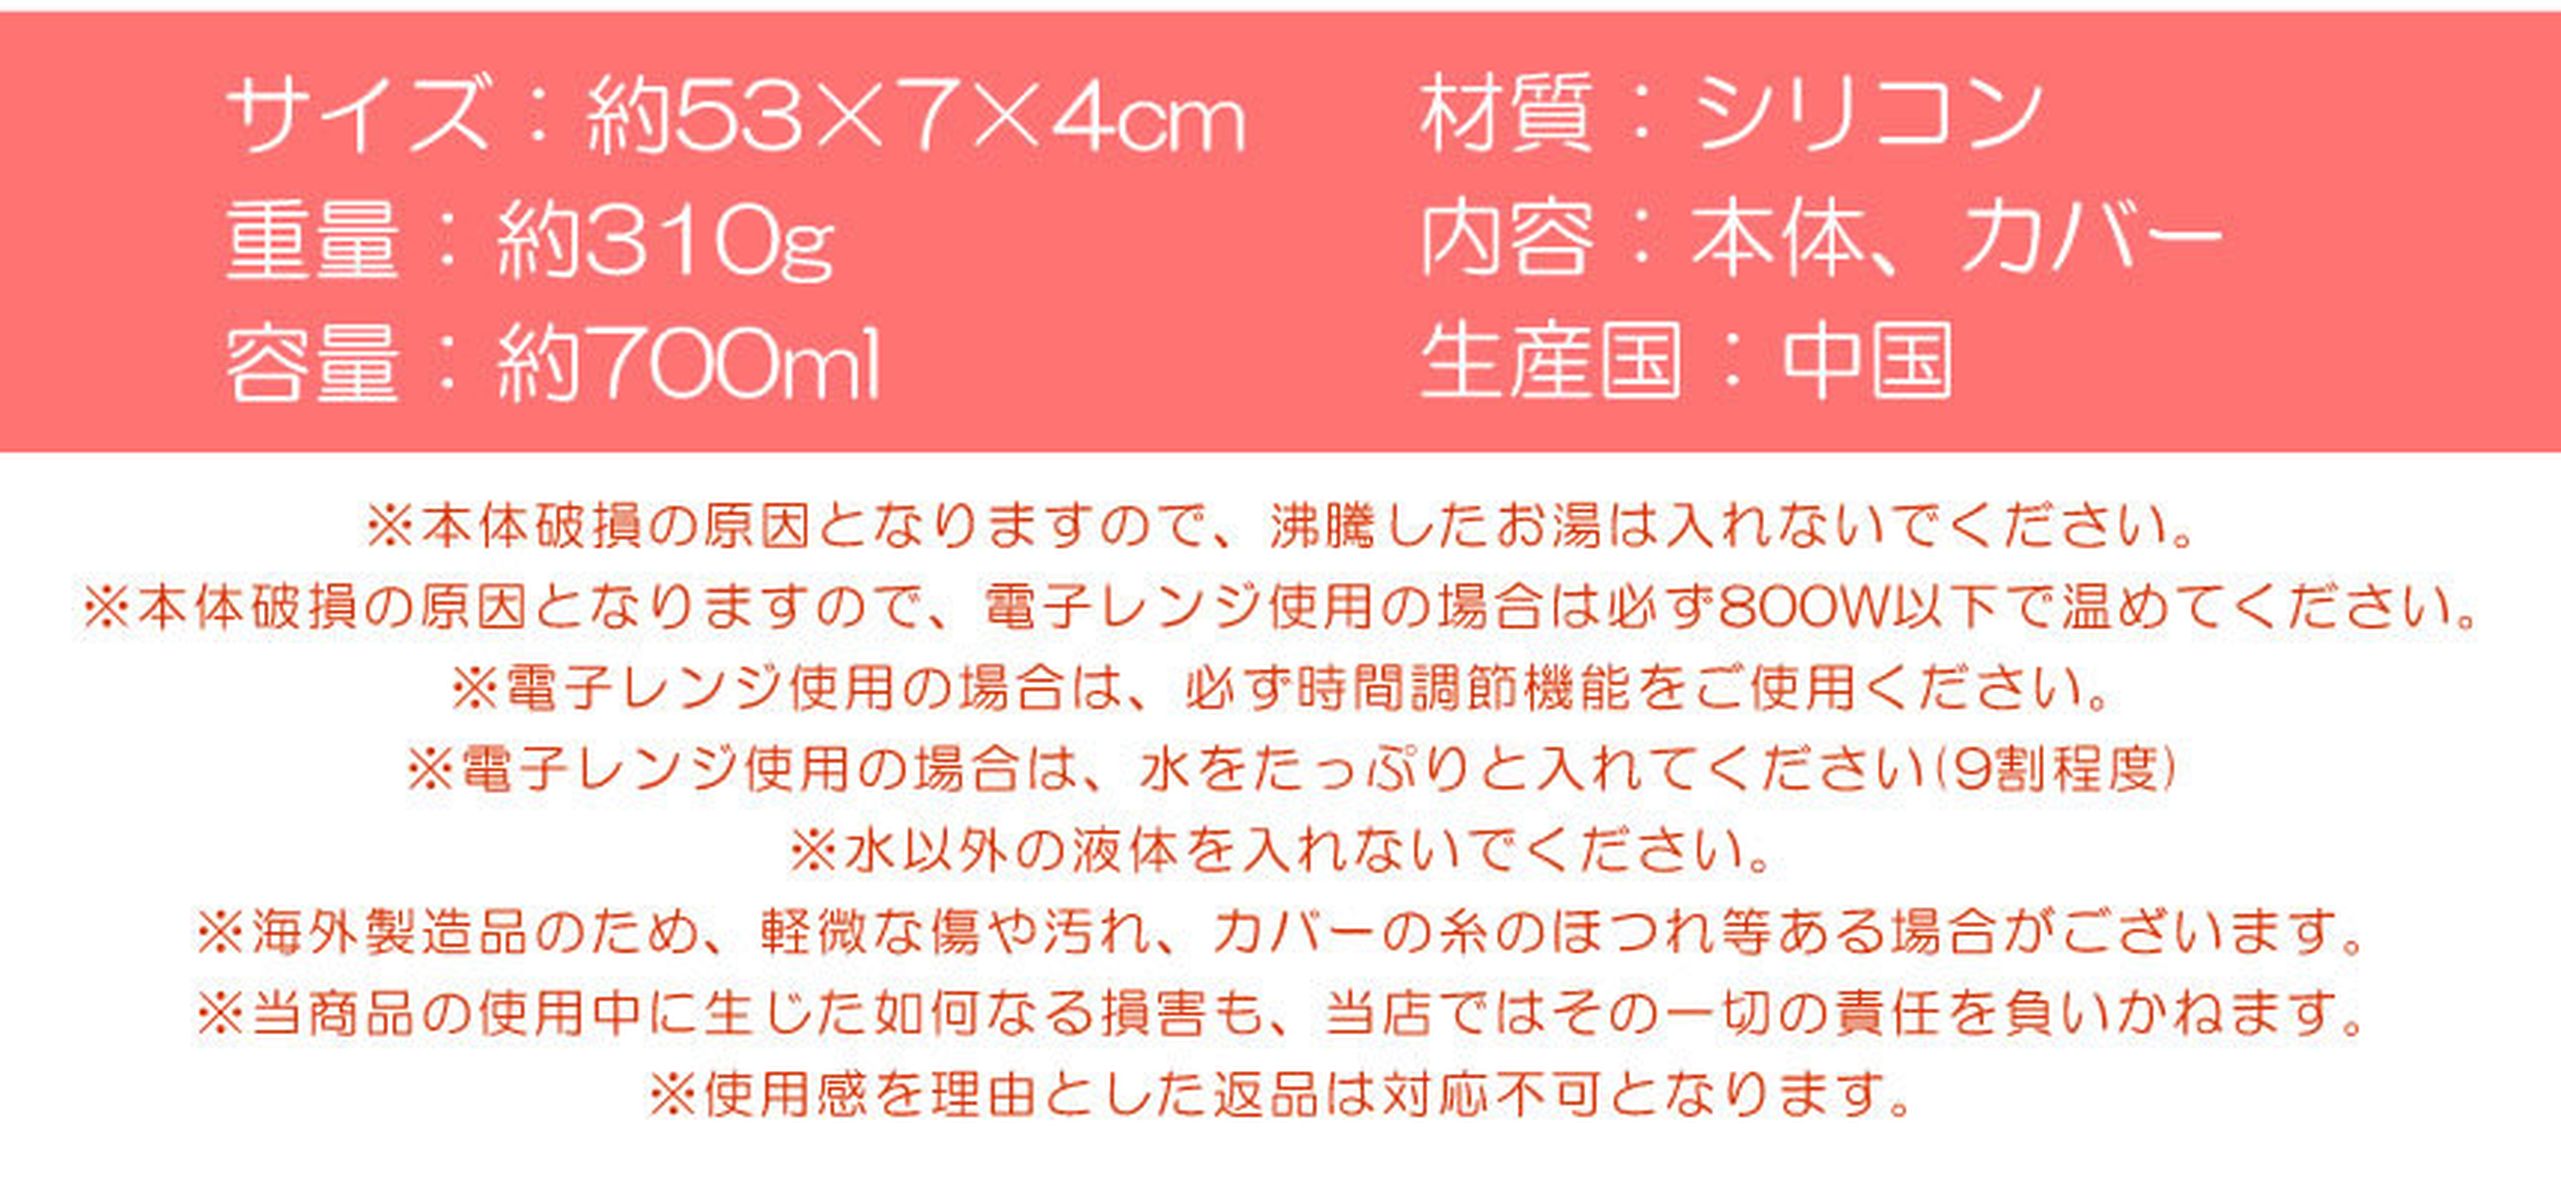 サイズ：約53×7×4cm
重量：約310g
容量：約700ml
材質：シリコン
内容：本体、カバー
生産国：中国
※本体破損の原因となりますので、沸騰したお湯は入れないでください。
※本体破損の原因となりますので、電子レンジ使用の場合は必ず800W以下で温めてください。
※電子レンジ使用の場合は、必ず時間調節機能をご使用ください。
※電子レンジ使用の場合は、水をたっぷりと入れてください(9割程度)
※水以外の液体を入れないでください。
※海外製造品のため、軽微な傷や汚れ、カバーの糸のほつれ等ある場合がございます。
※当商品の使用中に生じた如何なる損害も、当店ではその一切の責任を負いかねます。
※使用感を理由とした返品は対応不可となります。